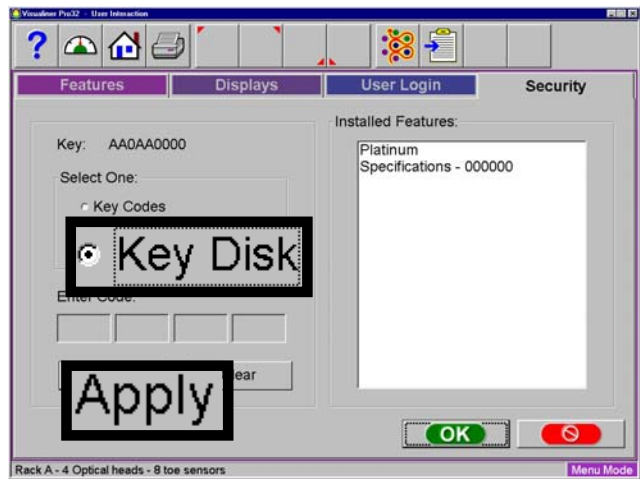 Visualiner Pro32 - User Interaction
?
Features Displays User Login Security
Key: AA0AA0000
Select One:
Key Codes
Key Disk
Enter Code:
Apply
ear
Installed Features:
Platinum
Specifications - 000000
OK
Rack A - 4 Optical heads - 8 toe sensors
Menu Mode